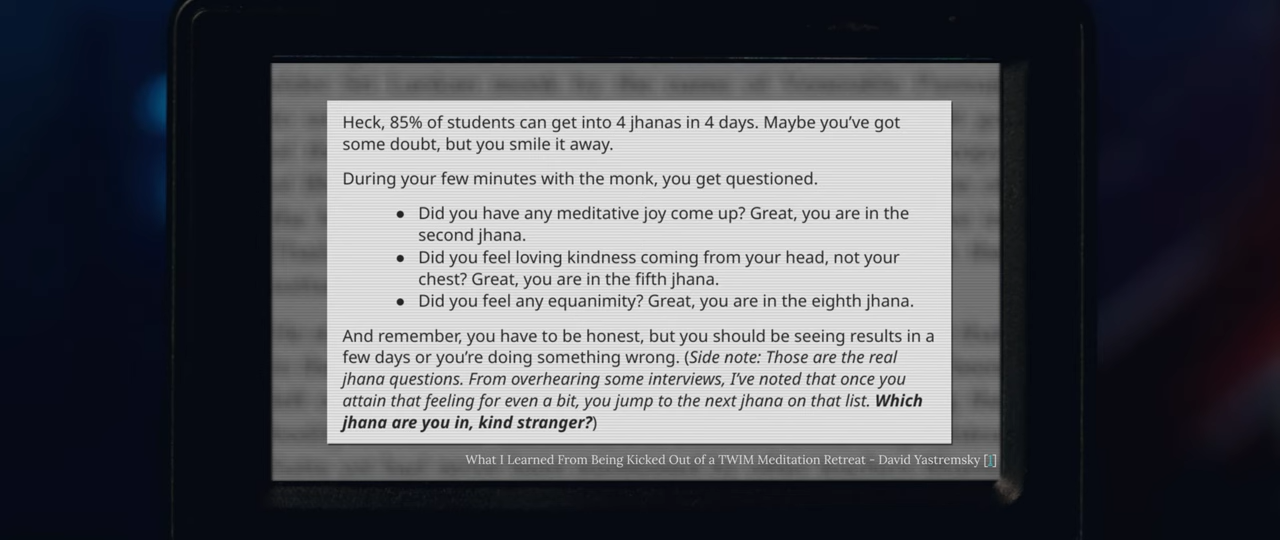 Heck, 85% of students can get into 4 jhanas in 4 days. Maybe you’ve got
some doubt, but you smile it away.
During your few minutes with the monk, you get questioned.
● Did you have any meditative joy come up? Great, you are in the
second jhana.
● Did you feel loving kindness coming from your head, not your
chest? Great, you are in the fifth jhana.
● Did you feel any equanimity? Great, you are in the eighth jhana.
And remember, you have to be honest, but you should be seeing results in a
few days or you’re doing something wrong. (Side note: Those are the real
jhana questions. From overhearing some interviews, I’ve noted that once you
attain that feeling for even a bit, you jump to the next jhana on that list. Which
jhana are you in, kind stranger?)
What I Learned From Being Kicked Out of a TWIM Meditation Retreat – David Yastremsky [1]